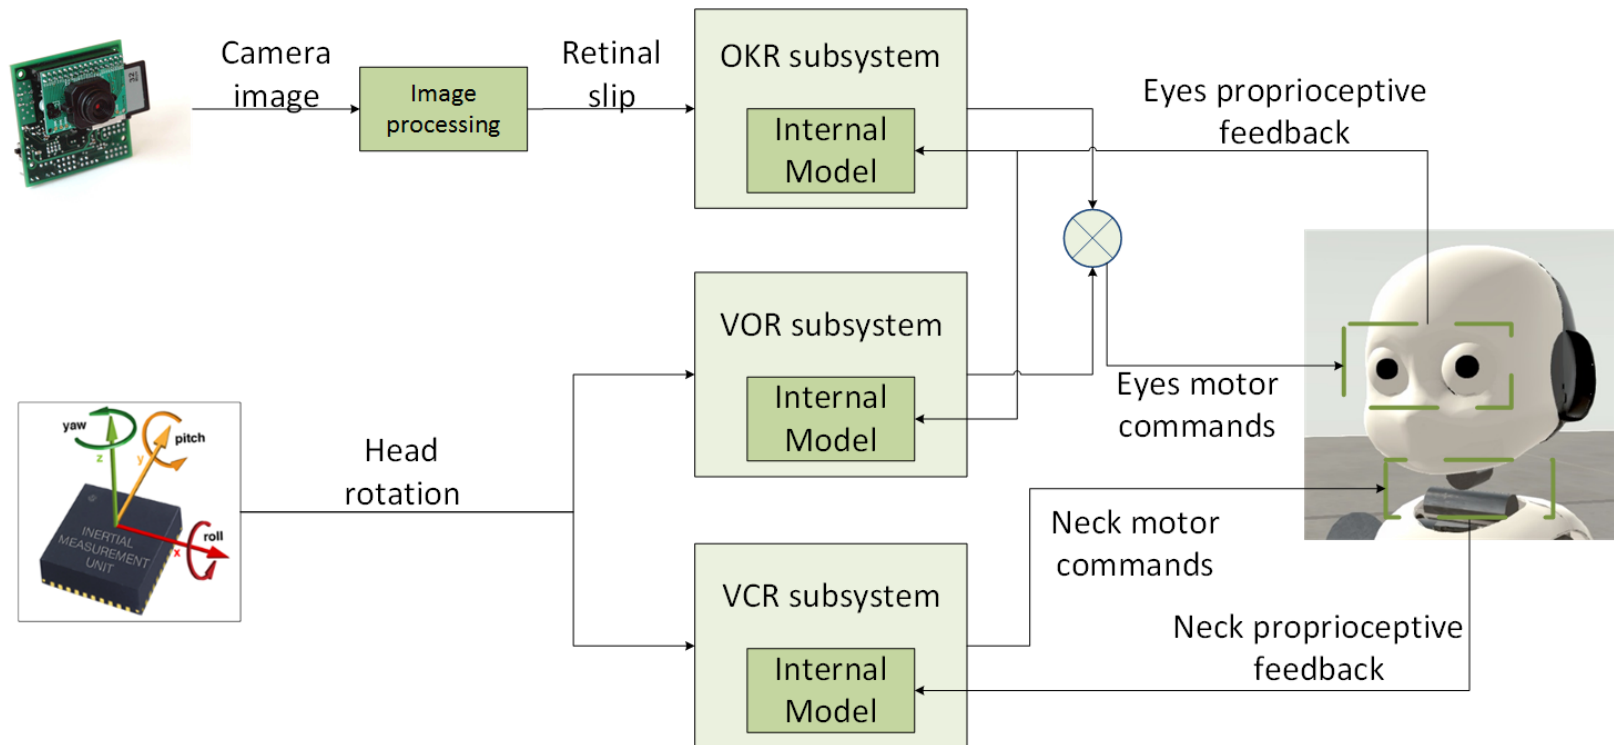 Camera
image
Image
processing
Retinal
slip
OKR subsystem
Internal
Model
Eyes proprioceptive
feedback
VOR subsystem
Internal
Model
Eyes motor
commands
yaw
pitch
z
y
roll
x
INERTIAL
MEASUREMENT
UNIT
Head
rotation
Neck motor
commands
VCR subsystem
Internal
Model
Neck proprioceptive
feedback